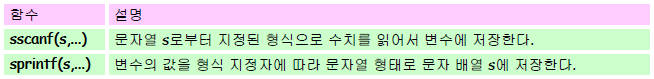 함수 설명
sscanf(s,...) 문자열 s로부터 지정된 형식으로 수치를 읽어서 변수에 저장한다.
sprintf(s,...) 변수의 값을 형식 지정자에 따라 문자열 형태로 문자 배열 s에 저장한다.